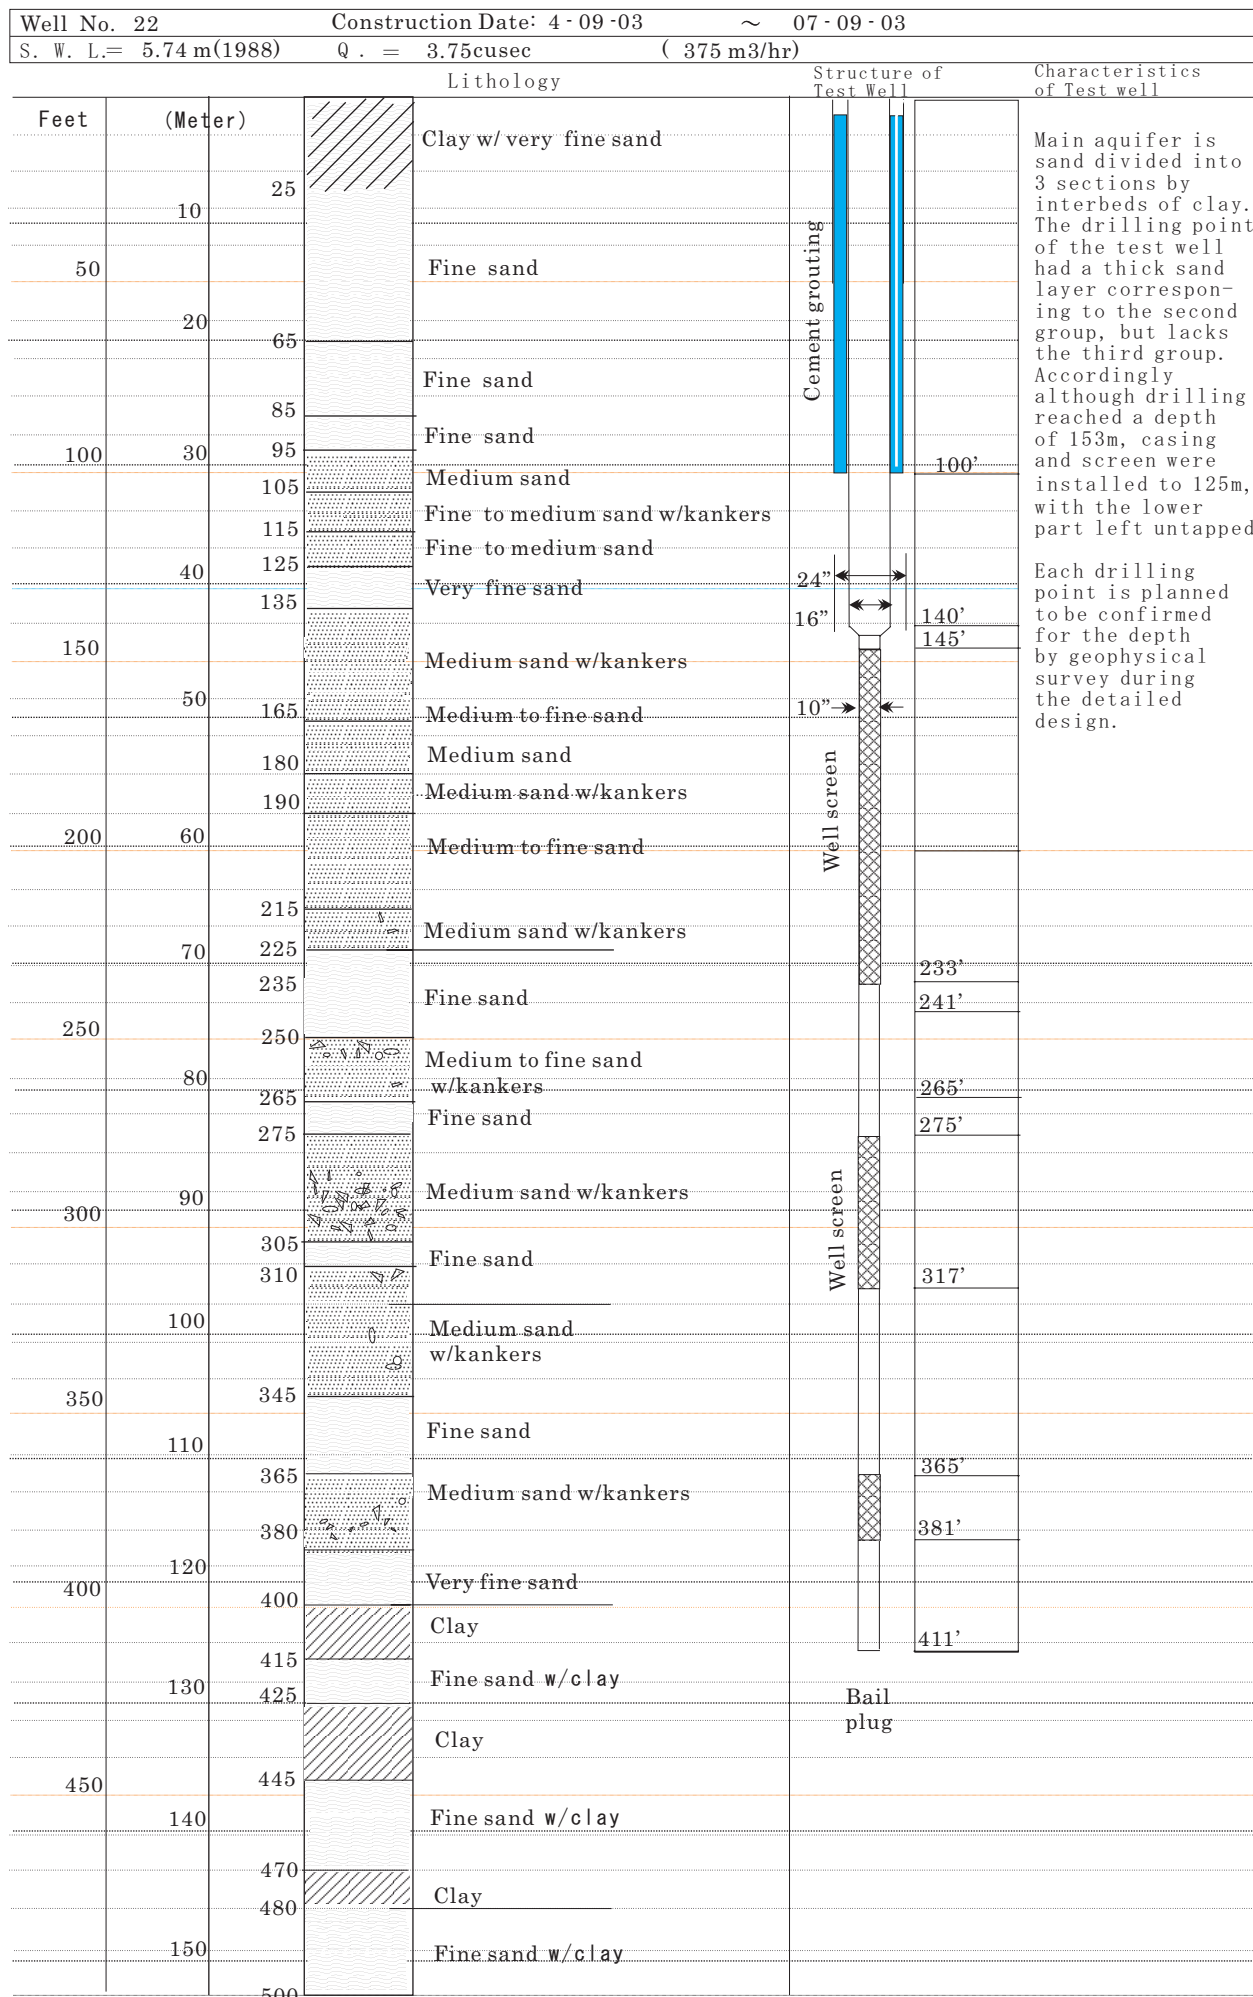 Well No. 22 Construction Date: 4 - 09 - 03 ～ 07 - 09 - 03
S. W. L.= 5.74 m(1988) Q . = 3.75cusec ( 375 m3/hr)
Lithology
Structure of
Test Well
Characteristics
of Test well
Feet (Meter)
Clay w/ very fine sand
25
10
50
Fine sand
20
65
Fine sand
85
Fine sand
95
100
30
Medium sand
105
Fine to medium sand w/kankers
115
Fine to medium sand
125
40
Very fine sand
135
150
Medium sand w/kankers
50
165
Medium to fine sand
Medium sand
180
Medium sand w/kankers
190
200
60
Medium to fine sand
215
Medium sand w/kankers
225
70
235
Fine sand
250
250
Medium to fine sand
w/kankers
80
265
Fine sand
275
Medium sand w/kankers
90
300
305
Fine sand
310
100
Medium sand
w/kankers
345
350
Fine sand
110
365
Medium sand w/kankers
380
120
400
Very fine sand
400
Clay
415
Fine sand w/clay
130
425
Clay
445
450
140
Fine sand w/clay
470
Clay
480
150
Fine sand w/clay
500
Cement grouting
100’
24”
16”
140’
145’
10”
Well screen
233’
241’
265’
275’
Well screen
317’
365’
381’
411’
Bail
plug
Main aquifer is
sand divided into
3 sections by
interbeds of clay.
The drilling point
of the test well
had a thick sand
layer correspon-
ing to the second
group, but lacks
the third group.
Accordingly
although drilling
reached a depth
of 153m, casing
and screen were
installed to 125m,
with the lower
part left untapped
Each drilling
point is planned
to be confirmed
for the depth
by geophysical
survey during
the detailed
design.